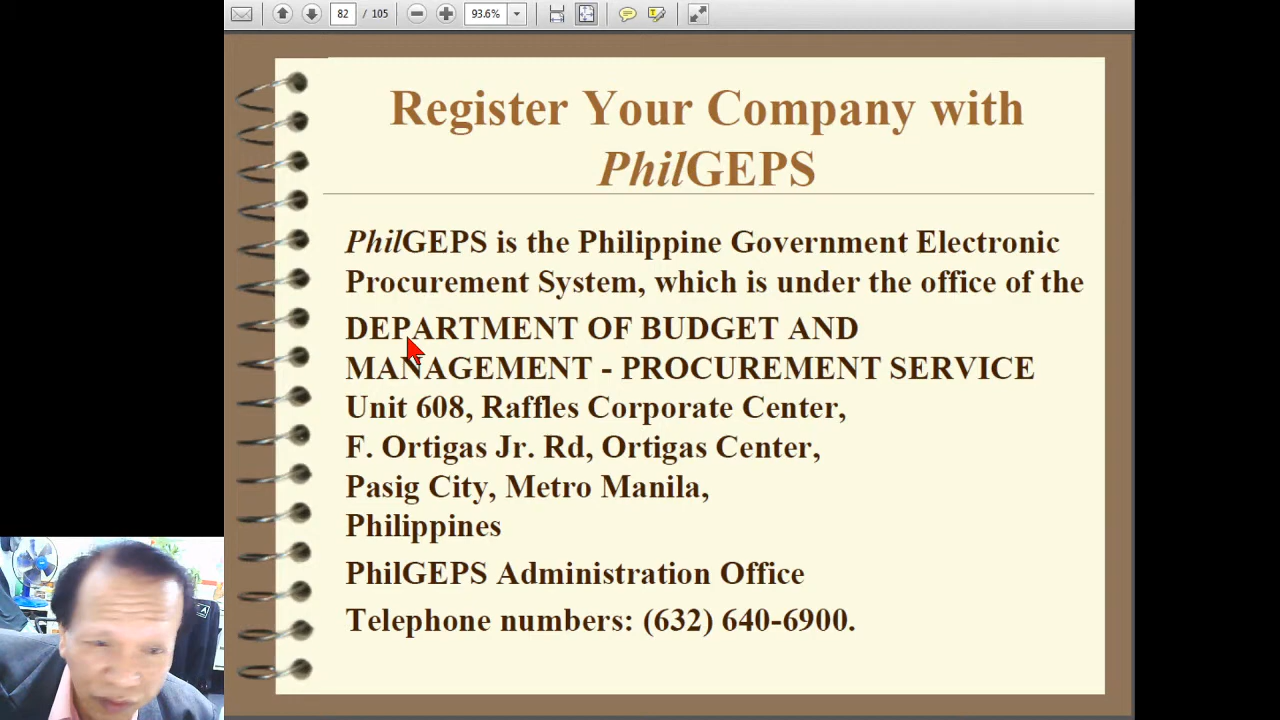 82 / 105 93.6%
Register Your Company with
PhilGEPS
PhilGEPS is the Philippine Government Electronic
Procurement System, which is under the office of the
DEPARTMENT OF BUDGET AND
MANAGEMENT - PROCUREMENT SERVICE
Unit 608, Raffles Corporate Center,
F. Ortigas Jr. Rd, Ortigas Center,
Pasig City, Metro Manila,
Philippines
PhilGEPS Administration Office
Telephone numbers: (632) 640-6900.